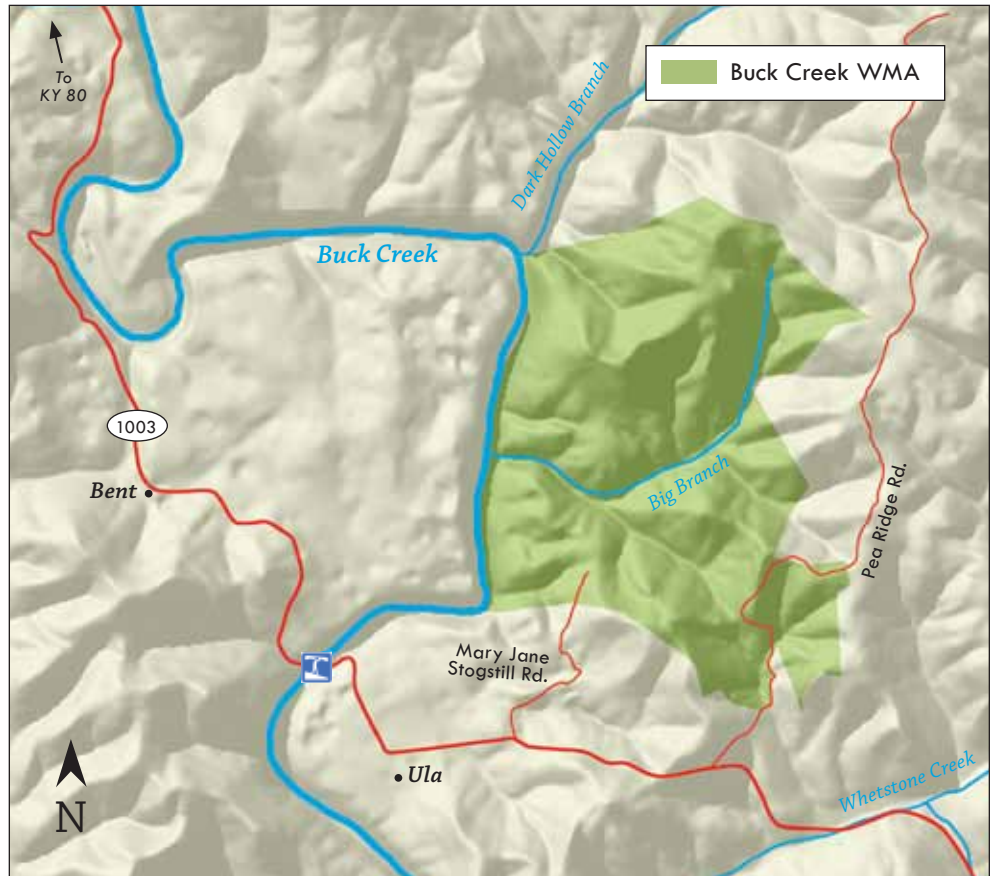 To
KY 80
Buck Creek WMA
Dark Hollow Branch
Buck Creek
1003
Bent
Big Branch
Pea Ridge Rd.
Mary Jane
Stogstill Rd.
Ula
Whetstone Creek
N